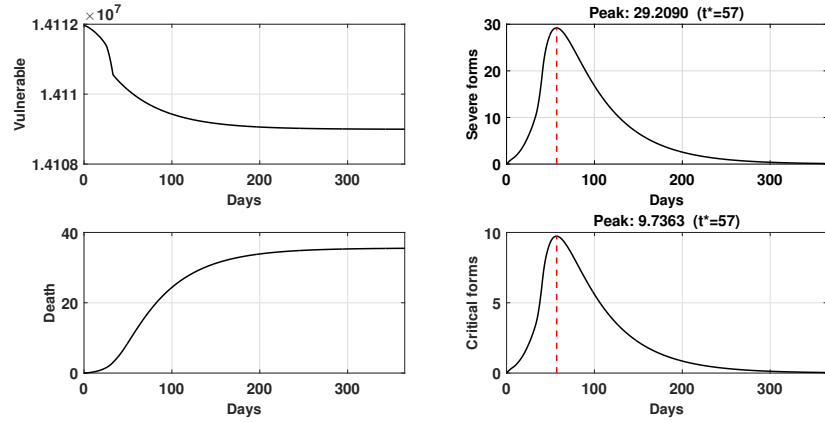 ×10^7
1.4112
1.411
1.4108
Vulnerable
0 100 200 300
Days
Peak: 29.2090 (t*=57)
30
20
10
0
Severe forms
0 100 200 300
Days
40
20
0
Death
0 100 200 300
Days
Peak: 9.7363 (t*=57)
10
5
0
Critical forms
0 100 200 300
Days